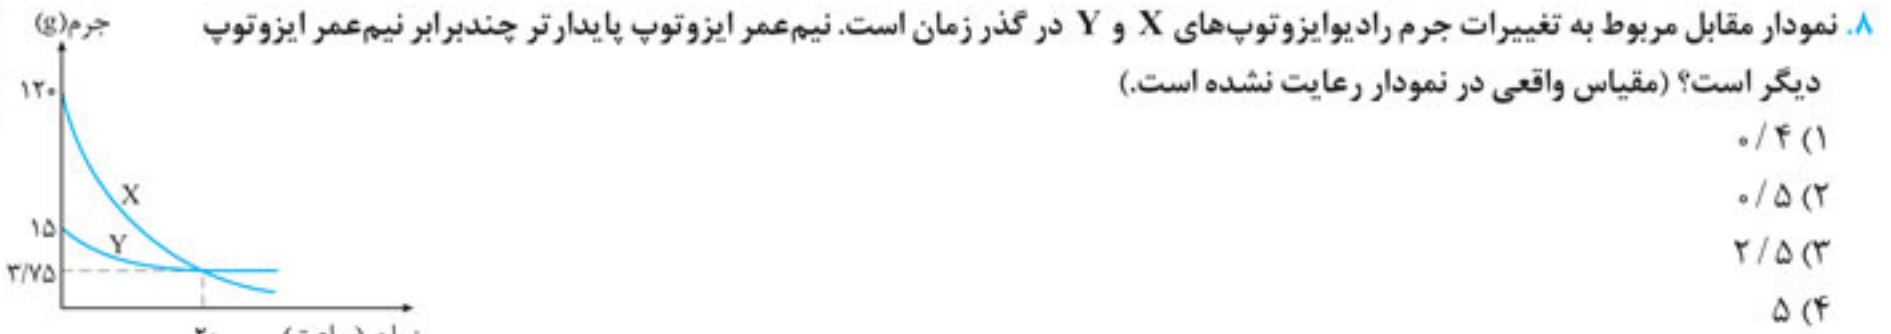 ۸. نمودار مقابل مربوط به تغییرات جرم رادیوایزوتوپ‌های X و Y در گذر زمان است. نیم‌عمر ایزوتوپ پایدارتر چندبرابر نیم‌عمر ایزوتوپ
دیگر است؟ (مقیاس واقعی در نمودار رعایت نشده است.)
۱) ۰/۴
۲) ۰/۵
۳) ۲/۵
۴) ۵
جرم(g)
۱۲۰
X
۱۵
Y
۳/۷۵